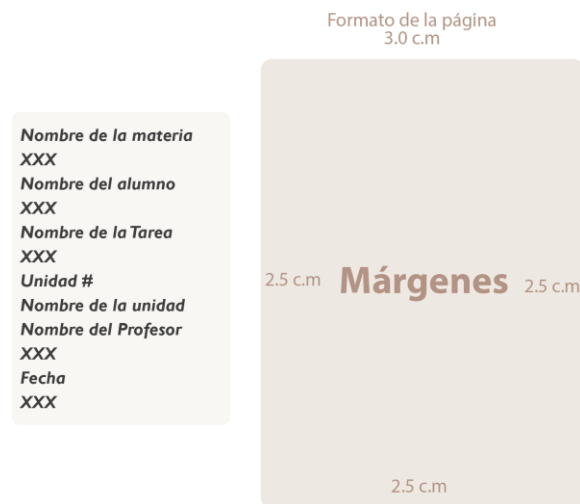 Formato de la página
3.0 c.m
Nombre de la materia
XXX
Nombre del alumno
XXX
Nombre de la Tarea
XXX
Unidad #
Nombre de la unidad
Nombre del Profesor
XXX
Fecha
XXX
2.5 c.m Márgenes 2.5 c.m
2.5 c.m